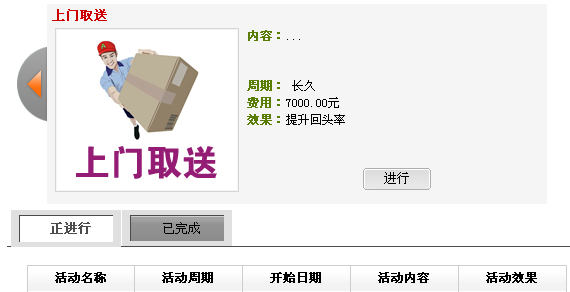 上门取送
上门取送
内容：...
周期： 长久
费用：7000.00元
效果：提升回头率
进行
正进行 已完成
活动名称 活动周期 开始日期 活动内容 活动效果